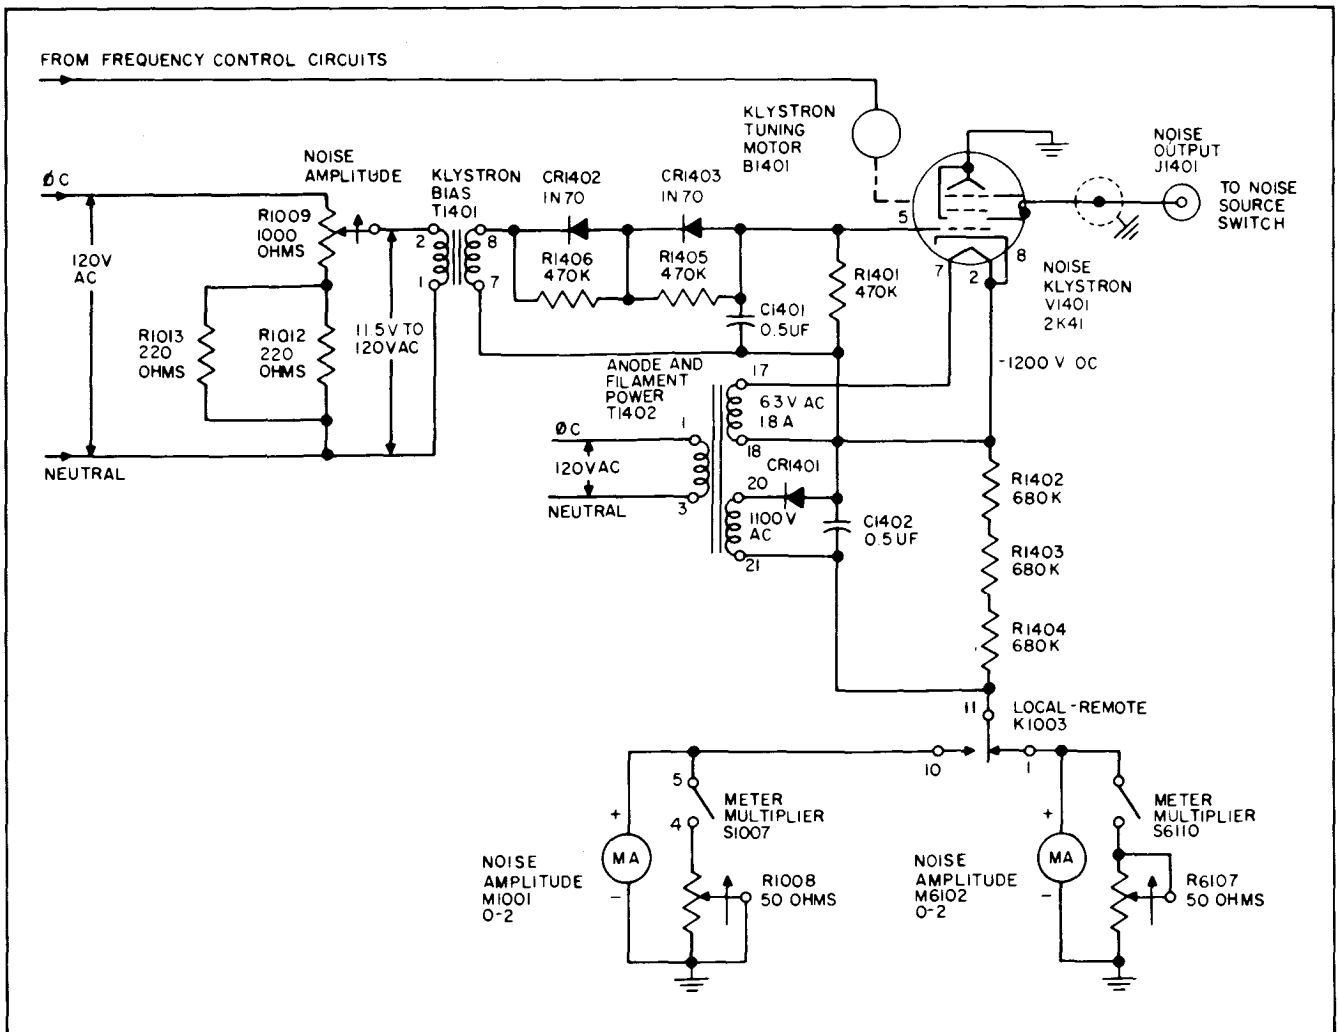 FROM FREQUENCY CONTROL CIRCUITS
KLYSTRON
TUNING
MOTOR
B1401
NOISE
OUTPUT
J1401
TO NOISE
SOURCE
SWITCH
ØC
NOISE
AMPLITUDE
R1009
1000
OHMS
120V
AC
R1013
220
OHMS
R1012
220
OHMS
11.5V TO
120VAC
NEUTRAL
KLYSTRON
BIAS
T1401
2
1
8
7
CR1402
IN70
CR1403
IN70
R1406
470K
R1405
470K
C1401
0.5UF
R1401
470K
5
7
2
8
NOISE
KLYSTRON
V1401
2K41
-1200 V DC
ANODE AND
FILAMENT
POWER
T1402
17
6.3V AC
1.8A
18
ØC
1
120VAC
NEUTRAL
3
20
CR1401
1100V
AC
21
C1402
0.5UF
R1402
680K
R1403
680K
R1404
680K
11
LOCAL-REMOTE
K1003
10
1
5
4
METER
MULTIPLIER
S1007
+
MA
-
NOISE
AMPLITUDE
M1001
0-2
R1008
50 OHMS
METER
MULTIPLIER
S6110
+
MA
-
NOISE
AMPLITUDE
M6102
0-2
R6107
50 OHMS